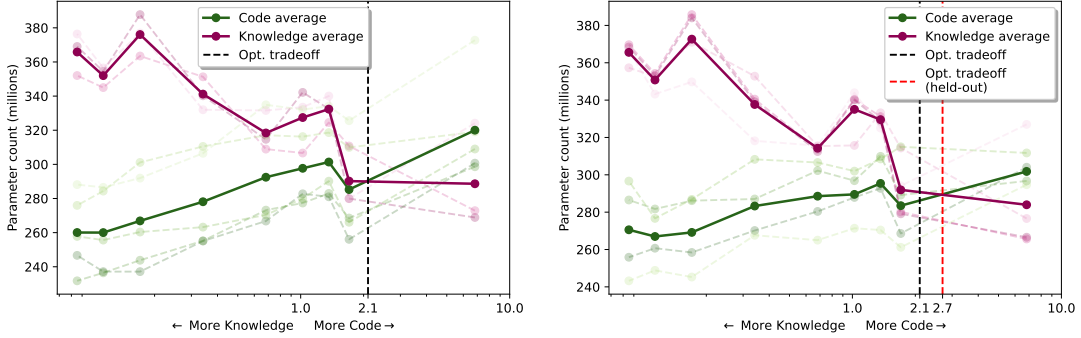 Code average
Knowledge average
Opt. tradeoff
Parameter count (millions)
380
360
340
320
300
280
260
240
1.0
2.1
10.0
← More Knowledge
More Code→
Code average
Knowledge average
Opt. tradeoff
Opt. tradeoff
(held-out)
Parameter count (millions)
380
360
340
320
300
280
260
240
1.0
2.1
2.7
10.0
← More Knowledge
More Code→